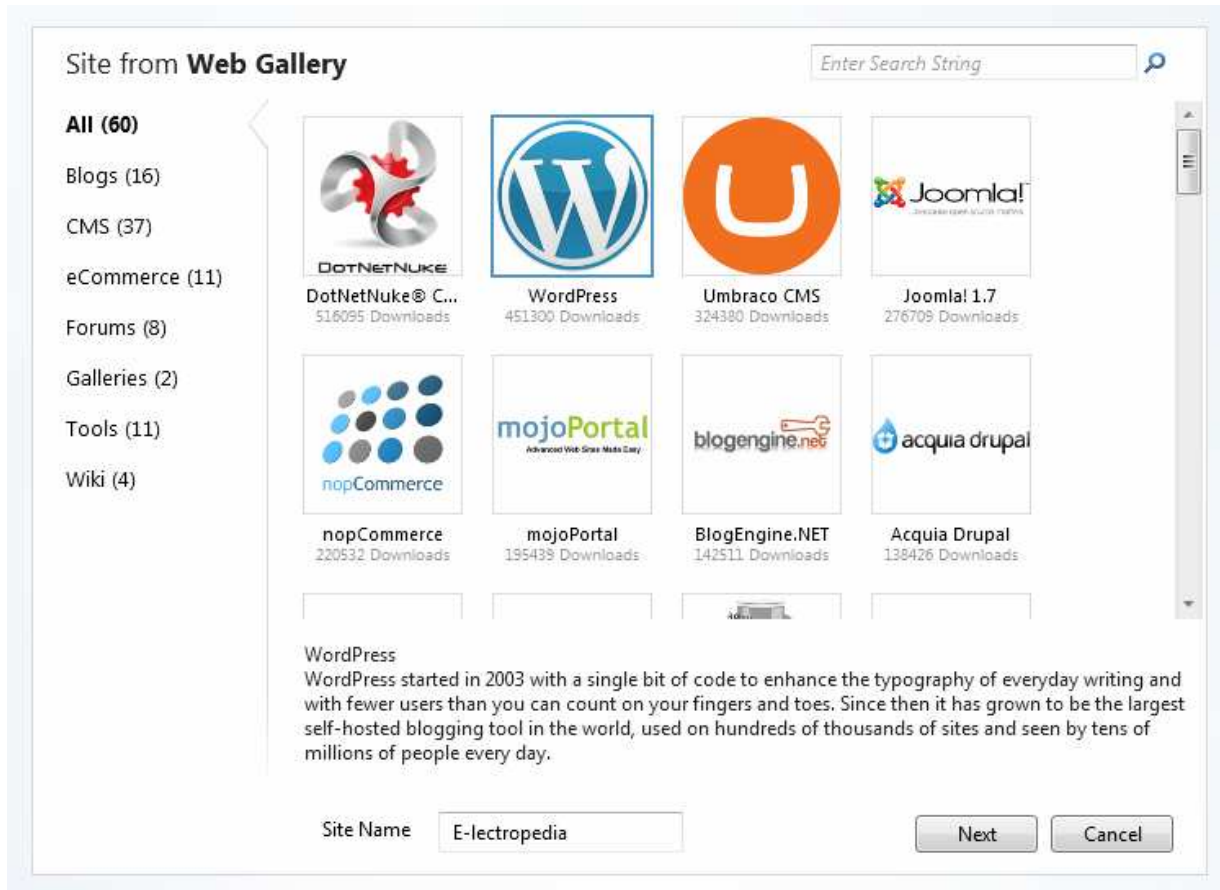 Site from Web Gallery
Enter Search String
All (60)
Blogs (16)
CMS (37)
eCommerce (11)
Forums (8)
Galleries (2)
Tools (11)
Wiki (4)
DotNetNuke
Joomla!
DotNetNuke® C...
516095 Downloads
WordPress
451300 Downloads
Umbraco CMS
324380 Downloads
Joomla! 1.7
276709 Downloads
nopCommerce
mojoPortal
Advanced Web Sites Made Easy
blogengine.net
acquia drupal
nopCommerce
220532 Downloads
mojoPortal
195439 Downloads
BlogEngine.NET
142511 Downloads
Acquia Drupal
138426 Downloads
WordPress
WordPress started in 2003 with a single bit of code to enhance the typography of everyday writing and
with fewer users than you can count on your fingers and toes. Since then it has grown to be the largest
self-hosted blogging tool in the world, used on hundreds of thousands of sites and seen by tens of
millions of people every day.
Site Name
E-lectropedia
Next
Cancel